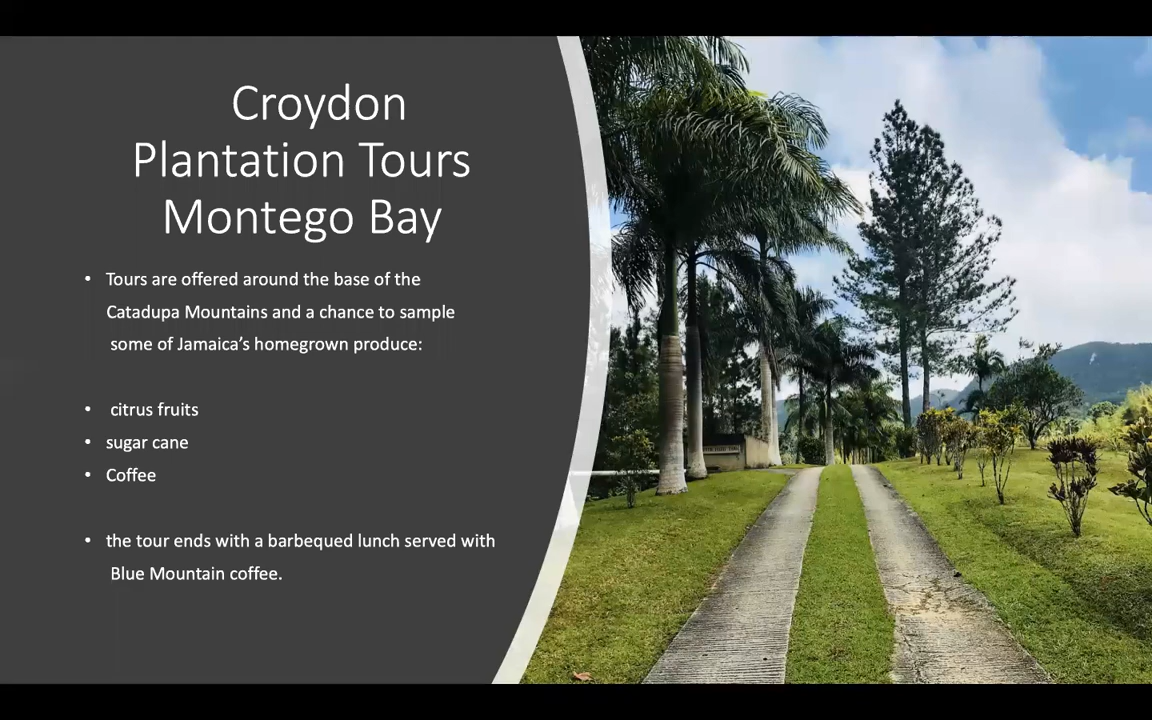 Croydon
Plantation Tours
Montego Bay
• Tours are offered around the base of the
Catadupa Mountains and a chance to sample
some of Jamaica's homegrown produce:
• citrus fruits
• sugar cane
• Coffee
• the tour ends with a barbequed lunch served with
Blue Mountain coffee.